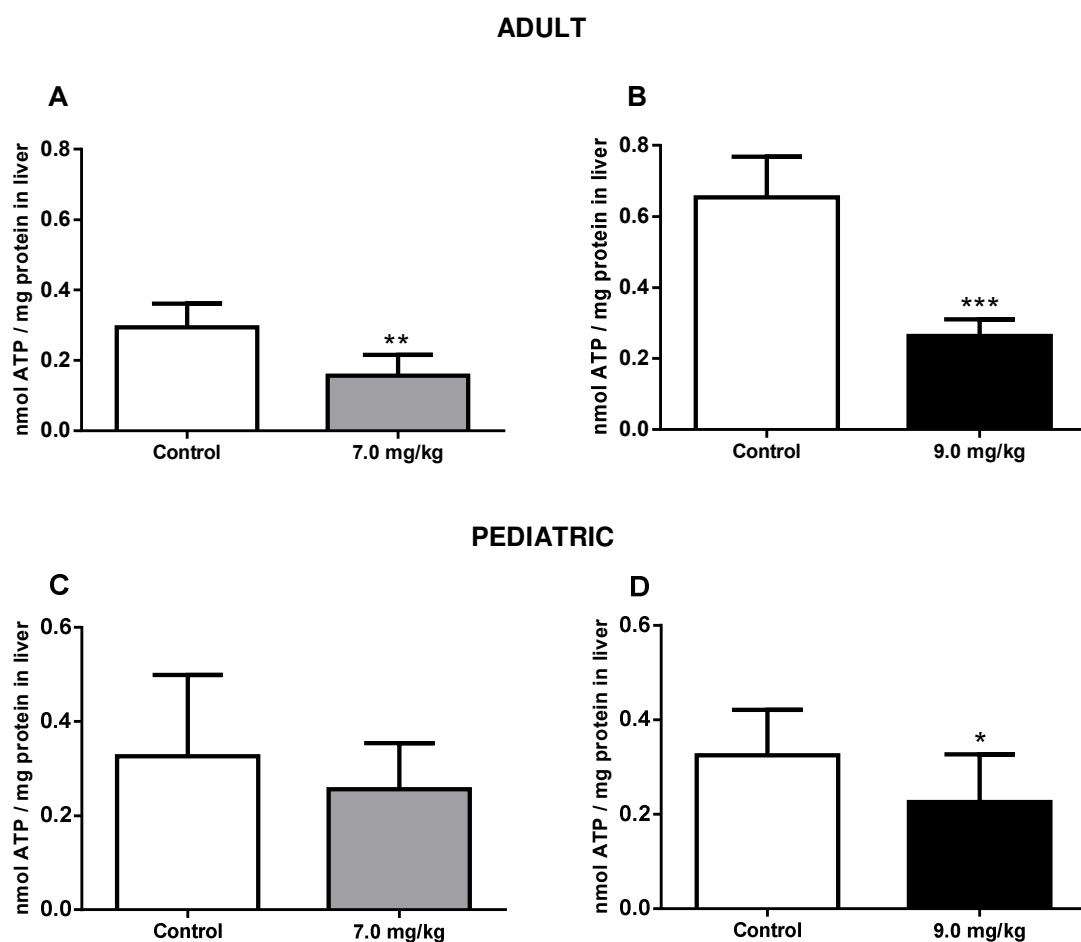 ADULT
A
nmol ATP / mg protein in liver
0.8
0.6
0.4
0.2
0.0
**
Control
7.0 mg/kg
B
nmol ATP / mg protein in liver
0.8
0.6
0.4
0.2
0.0
***
Control
9.0 mg/kg
PEDIATRIC
C
nmol ATP / mg protein in liver
0.6
0.4
0.2
0.0
Control
7.0 mg/kg
D
nmol ATP / mg protein in liver
0.6
0.4
0.2
0.0
*
Control
9.0 mg/kg